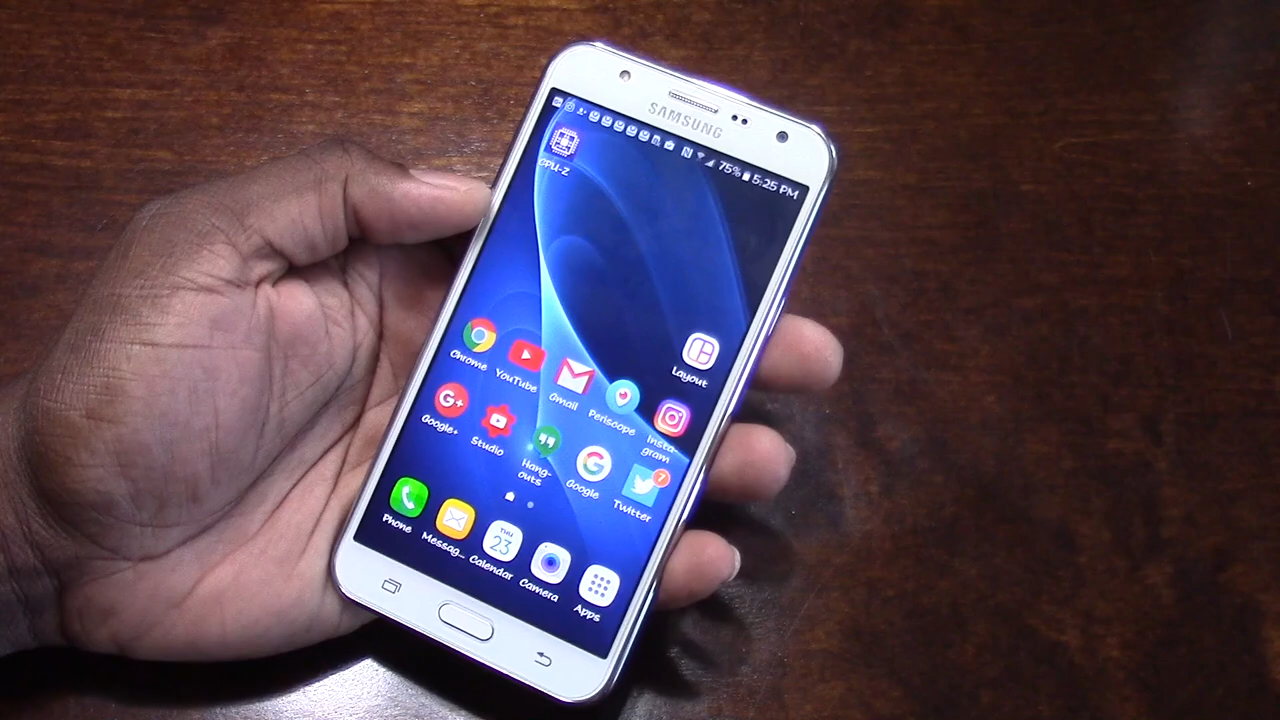 SAMSUNG
75% 5:25 PM
CPU-Z
Layout
Chrome
YouTube
Gmail
Periscope
Insta-
gram
Google+
Studio
Hang-
outs
Google
7
Twitter
Phone
Messag...
THU
23
Calendar
Camera
Apps